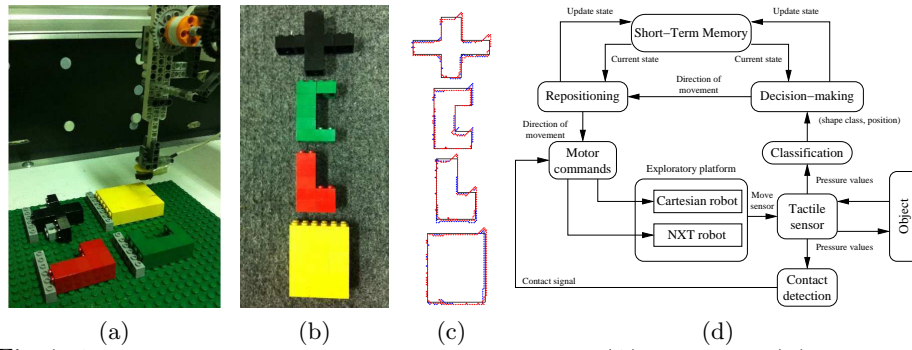 Update state
Update state
Short−Term Memory
Current state
Current state
Direction of
movement
Repositioning
Decision−making
Direction of
movement
(shape class, position)
Motor
commands
Classification
Exploratory platform
Pressure values
Cartesian robot
Move
sensor
Tactile
sensor
Object
NXT robot
Pressure values
Contact signal
Contact
detection
(a)
(b)
(c)
(d)